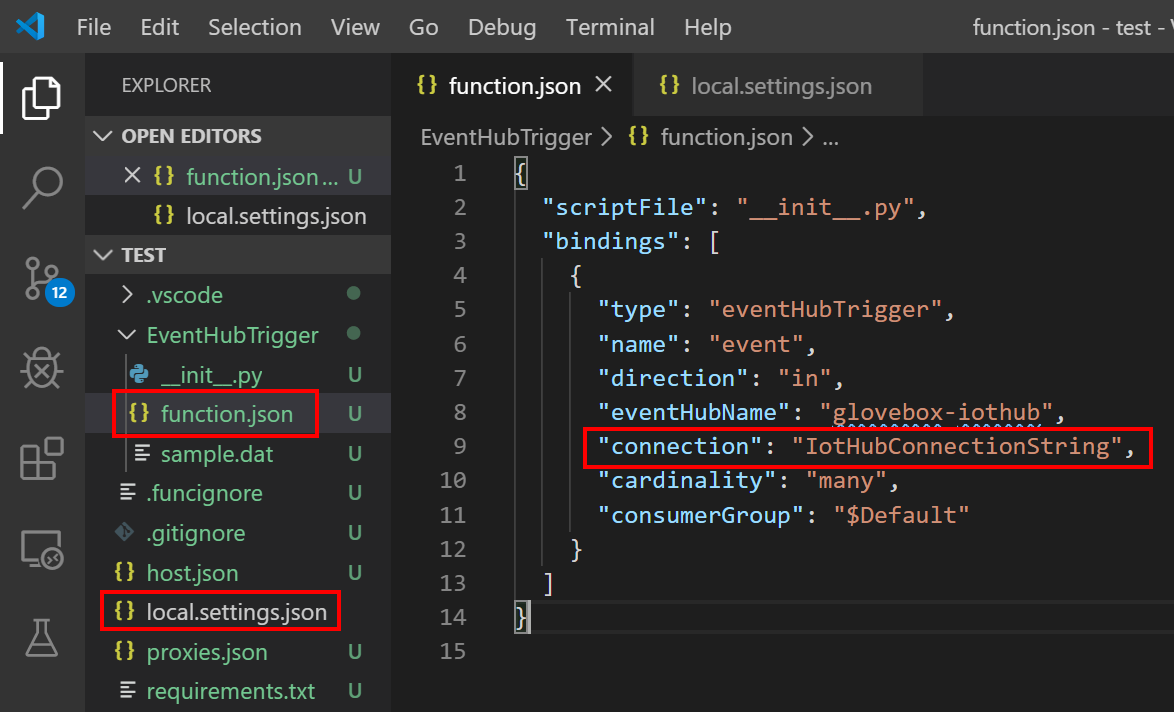 File Edit Selection View Go Debug Terminal Help function.json - test -
EXPLORER
OPEN EDITORS
function.json ... U
local.settings.json
TEST
.vscode
EventHubTrigger
__init__.py U
function.json U
sample.dat U
.funcignore U
.gitignore U
host.json U
local.settings.json
proxies.json U
requirements.txt U
12
function.json
local.settings.json
EventHubTrigger > {} function.json > ...
1 {
2 "scriptFile": "__init__.py",
3 "bindings": [
4 {
5 "type": "eventHubTrigger",
6 "name": "event",
7 "direction": "in",
8 "eventHubName": "glovebox-iothub",
9 "connection": "IotHubConnectionString",
10 "cardinality": "many",
11 "consumerGroup": "$Default"
12 }
13 ]
14 }
15